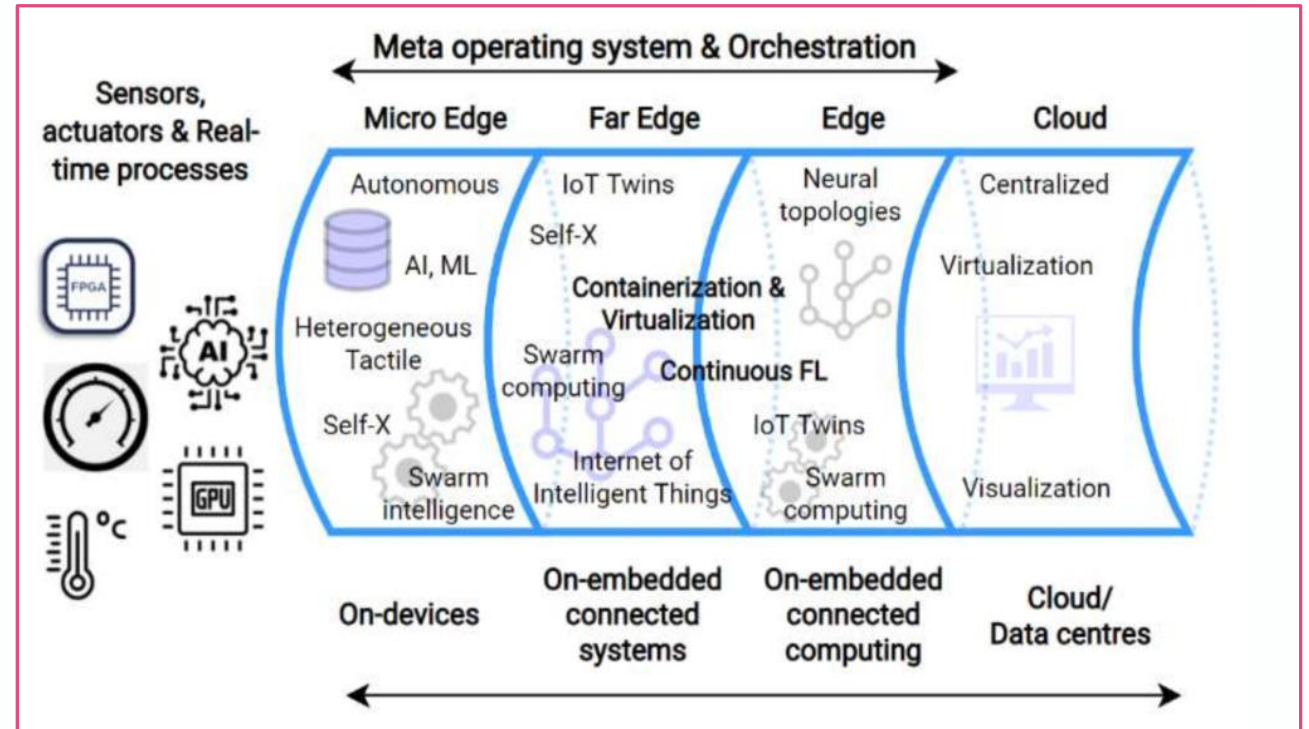 Meta operating system & Orchestration
Sensors,
actuators & Real-
time processes
Micro Edge
Far Edge
Edge
Cloud
FPGA
AI
GPU
°C
Autonomous
AI, ML
Heterogeneous
Tactile
Self-X
Swarm
intelligence
IoT Twins
Self-X
Containerization &
Virtualization
Swarm
computing
Continuous FL
Internet of
Intelligent Things
Neural
topologies
IoT Twins
Swarm
computing
Centralized
Virtualization
Visualization
On-devices
On-embedded
connected
systems
On-embedded
connected
computing
Cloud/
Data centres